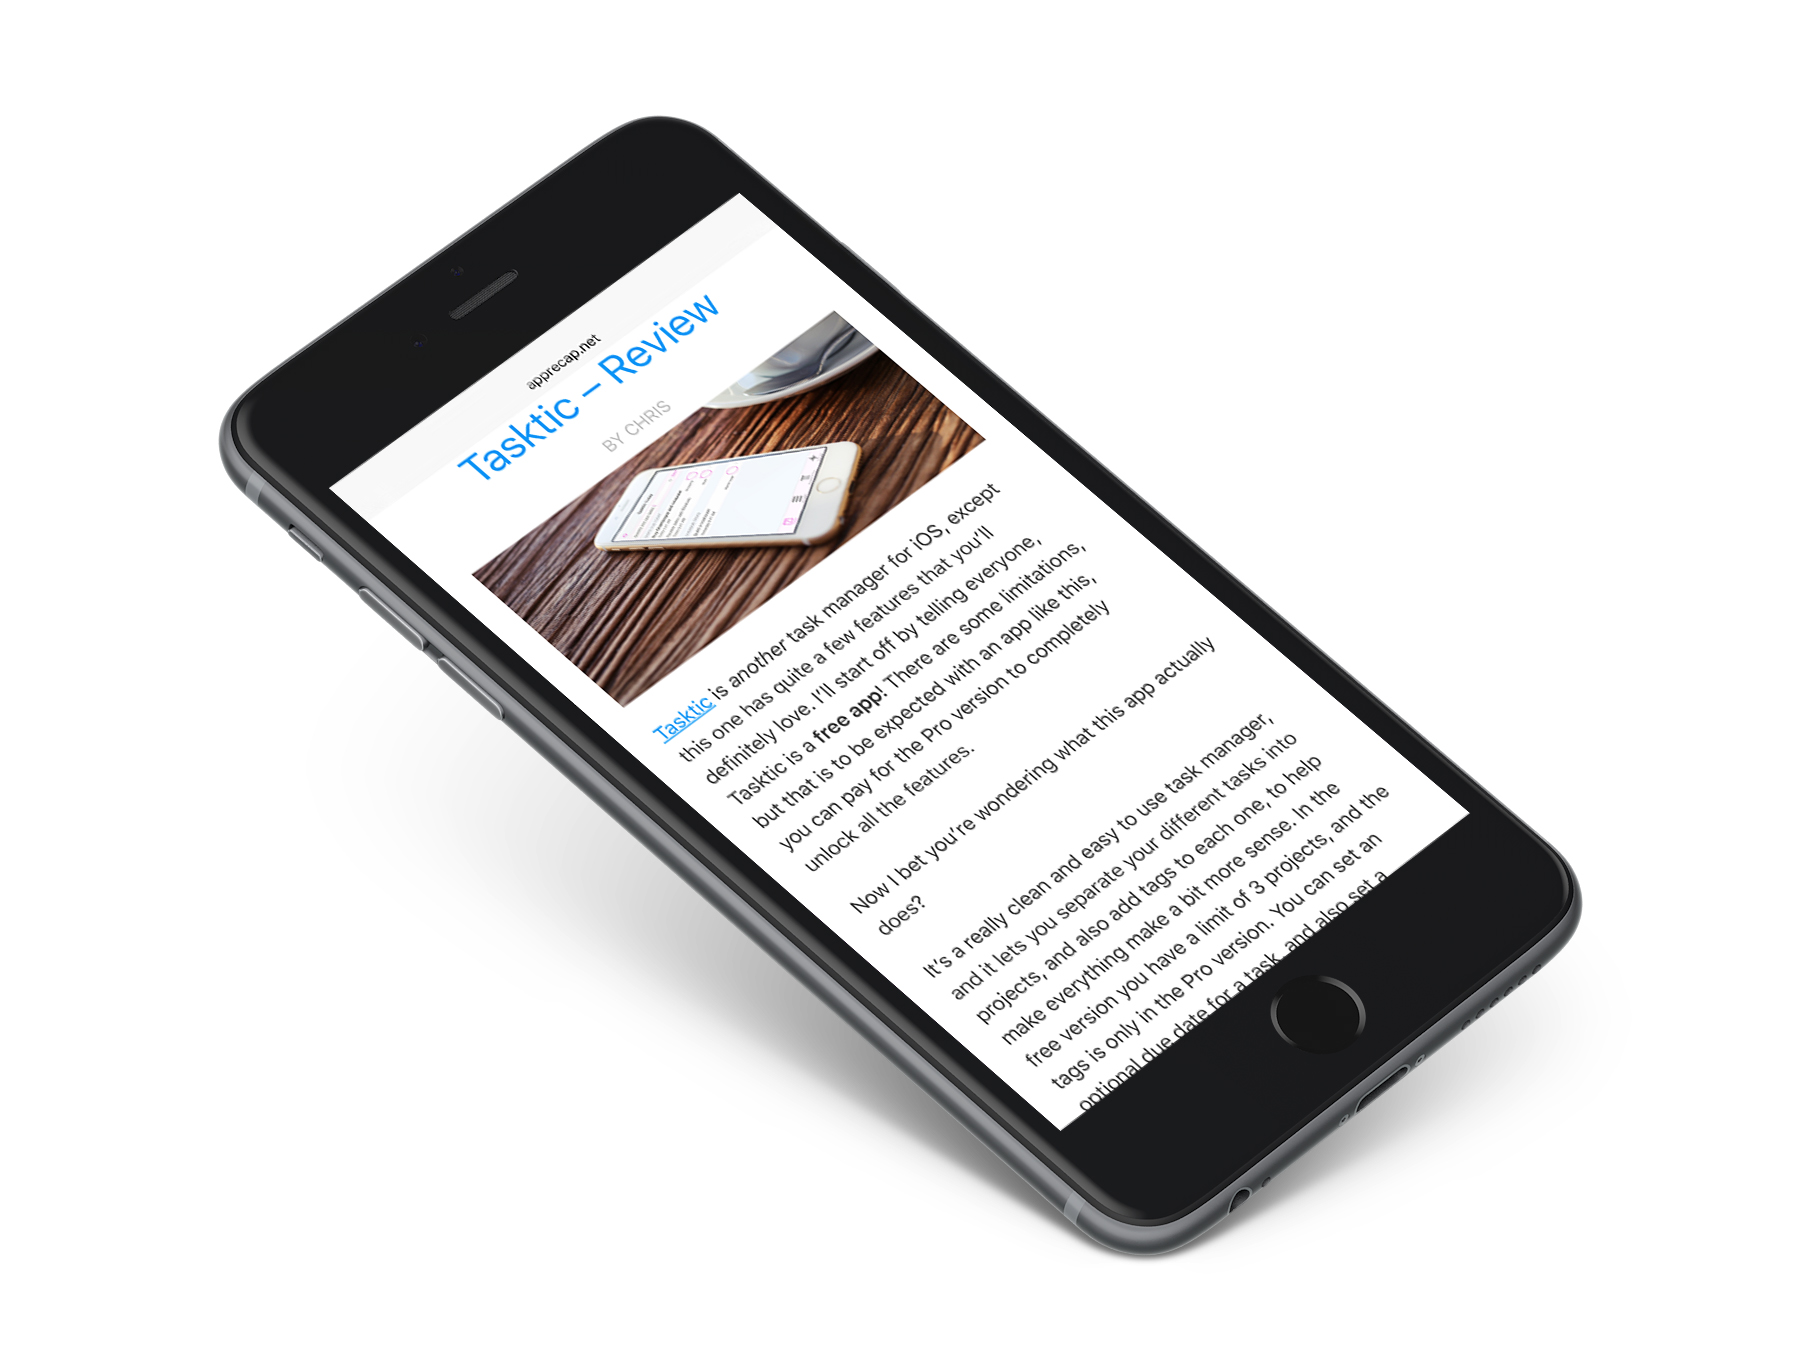 apprecap.net
Tasktic – Review
BY CHRIS
Tasktic is another task manager for iOS, except
this one has quite a few features that you'll
definitely love. I'll start off by telling everyone,
Tasktic is a free app! There are some limitations,
but that is to be expected with an app like this,
you can pay for the Pro version to completely
unlock all the features.
Now I bet you're wondering what this app actually
does?
It's a really clean and easy to use task manager,
and it lets you separate your different tasks into
projects, and also add tags to each one, to help
make everything make a bit more sense. In the
free version you have a limit of 3 projects, and the
tags is only in the Pro version. You can set an
optional due date for a task, and also set a